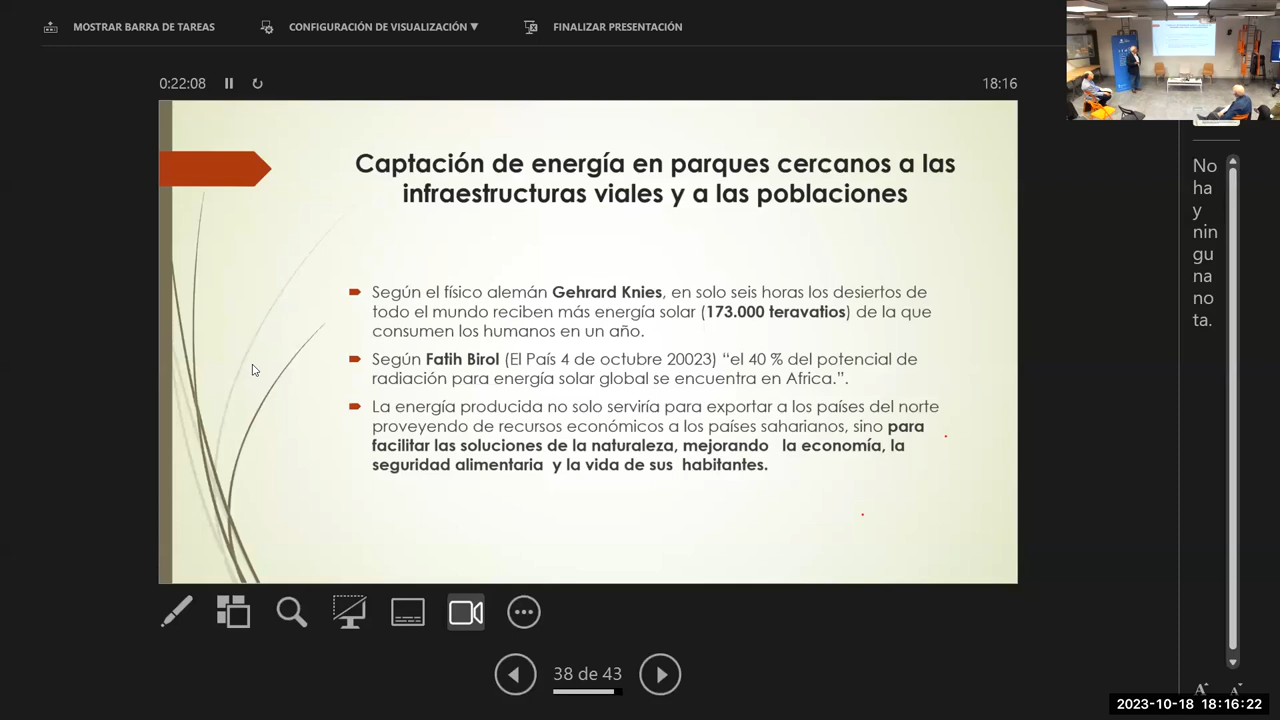 MOSTRAR BARRA DE TAREAS
CONFIGURACIÓN DE VISUALIZACIÓN
FINALIZAR PRESENTACIÓN
0:22:08
18:16
Captación de energía en parques cercanos a las
infraestructuras viales y a las poblaciones
Según el físico alemán Gehrard Knies, en solo seis horas los desiertos de
todo el mundo reciben más energía solar (173.000 teravatios) de la que
consumen los humanos en un año.
Según Fatih Birol (El País 4 de octubre 20023) “el 40 % del potencial de
radiación para energía solar global se encuentra en Africa.”.
La energía producida no solo serviría para exportar a los países del norte
proveyendo de recursos económicos a los países saharianos, sino para
facilitar las soluciones de la naturaleza, mejorando la economía, la
seguridad alimentaria y la vida de sus habitantes.
No
ha
y
nin
gu
na
no
ta.
38 de 43
A A
2023-10-18 18:16:22